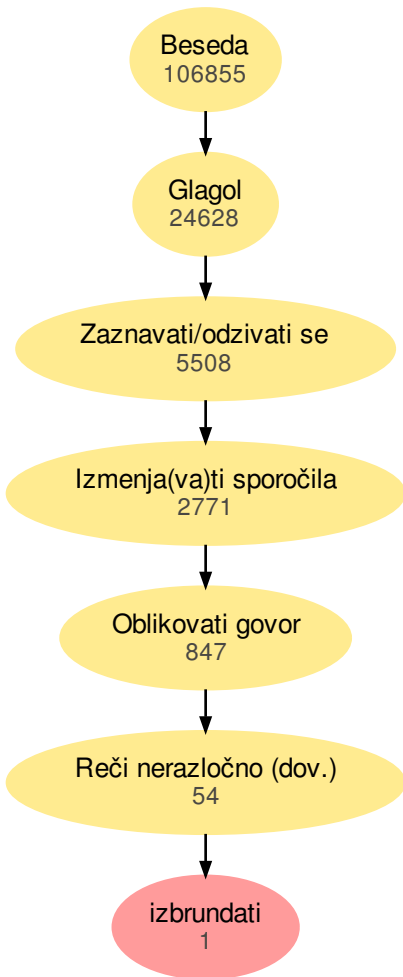 Beseda
106855
Glagol
24628
Zaznavati/odzivati se
5508
Izmenja(va)ti sporočila
2771
Oblikovati govor
847
Reči nerazločno (dov.)
54
izbrundati
1